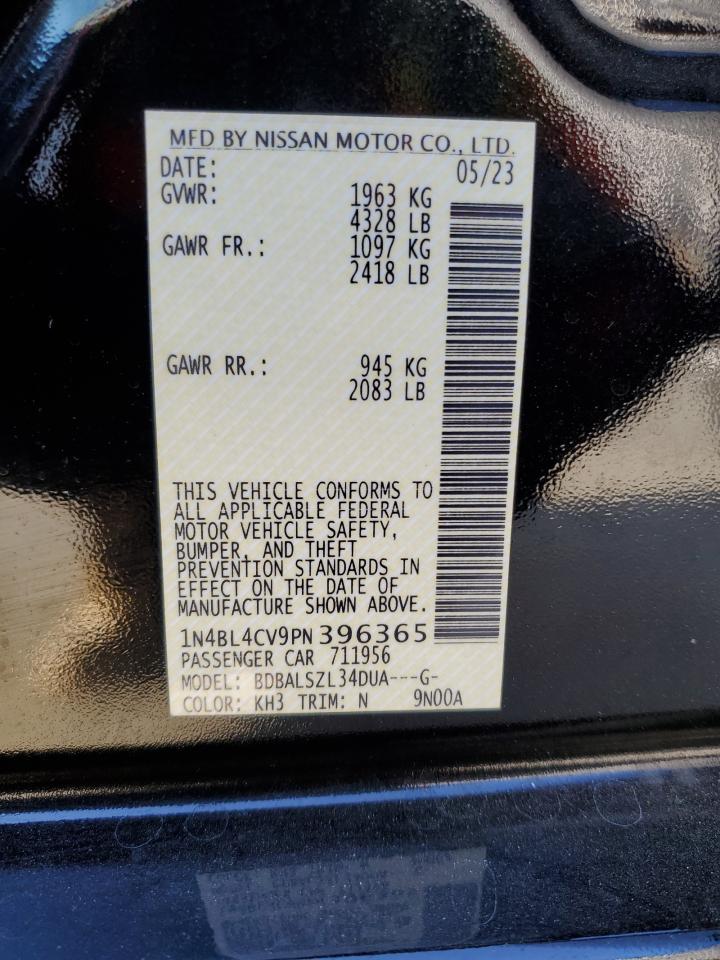 MFD BY NISSAN MOTOR CO., LTD.
DATE: 05/23
GVWR: 1963 KG
4328 LB
GAWR FR.: 1097 KG
2418 LB
GAWR RR.: 945 KG
2083 LB
THIS VEHICLE CONFORMS TO
ALL APPLICABLE FEDERAL
MOTOR VEHICLE SAFETY,
BUMPER, AND THEFT
PREVENTION STANDARDS IN
EFFECT ON THE DATE OF
MANUFACTURE SHOWN ABOVE.
1N4BL4CV9PN396365
PASSENGER CAR 711956
MODEL: BDBALSZL34DUA---G-
COLOR: KH3 TRIM: N 9N00A